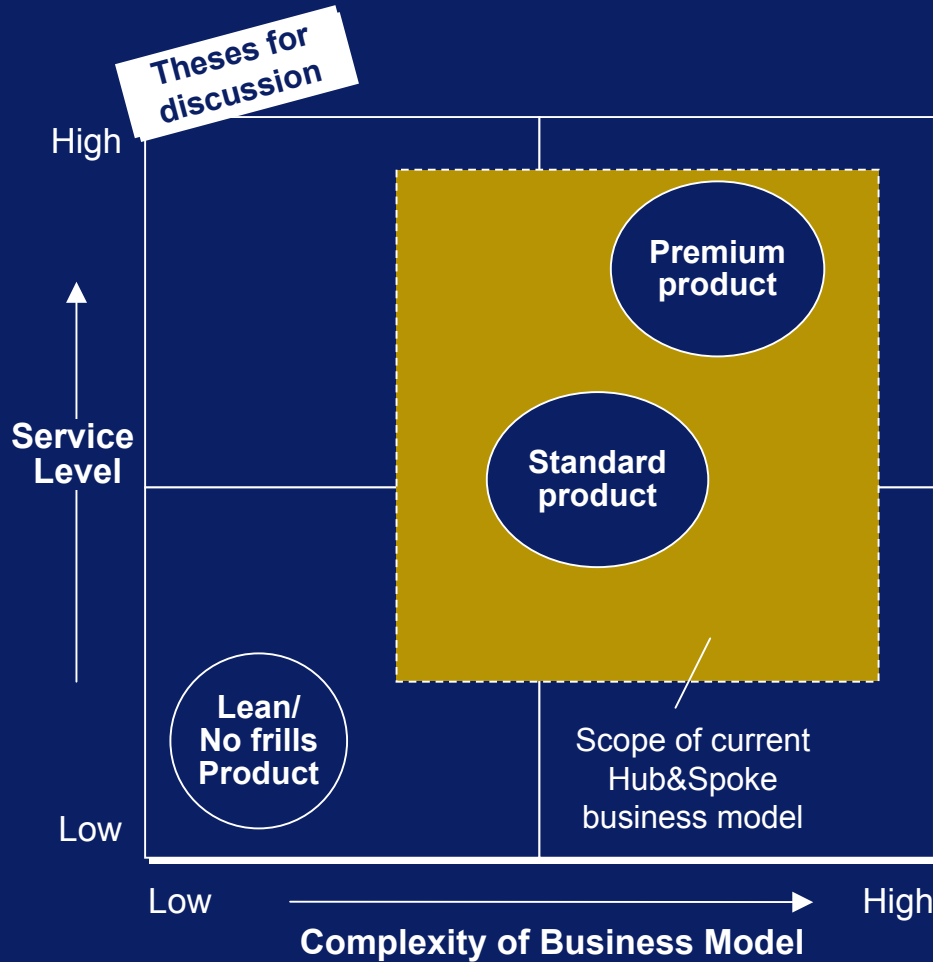 Theses for
discussion
High
Premium
product
Service
Level
Standard
product
Lean/
No frills
Product
Scope of current
Hub&Spoke
business model
Low
Low
High
Complexity of Business Model